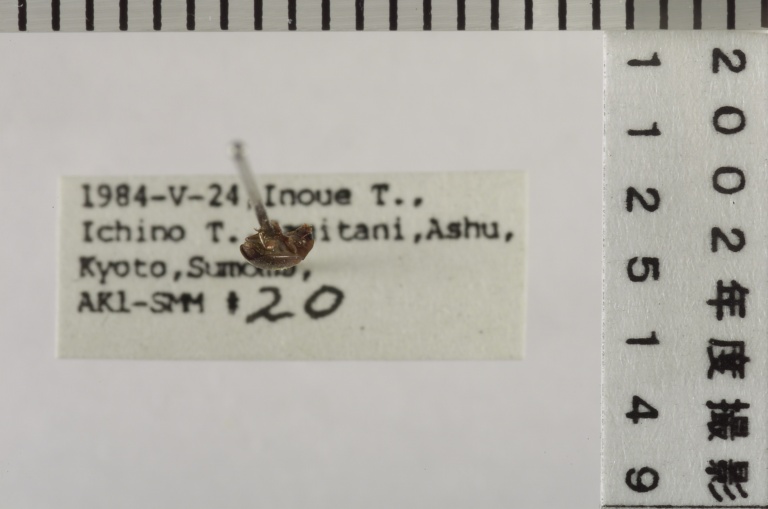 1984-V-24, Inoue T.,
Ichino T. itani, Ashu,
Kyoto,
AK1-SMM # 20
2002年度撮影
1125149